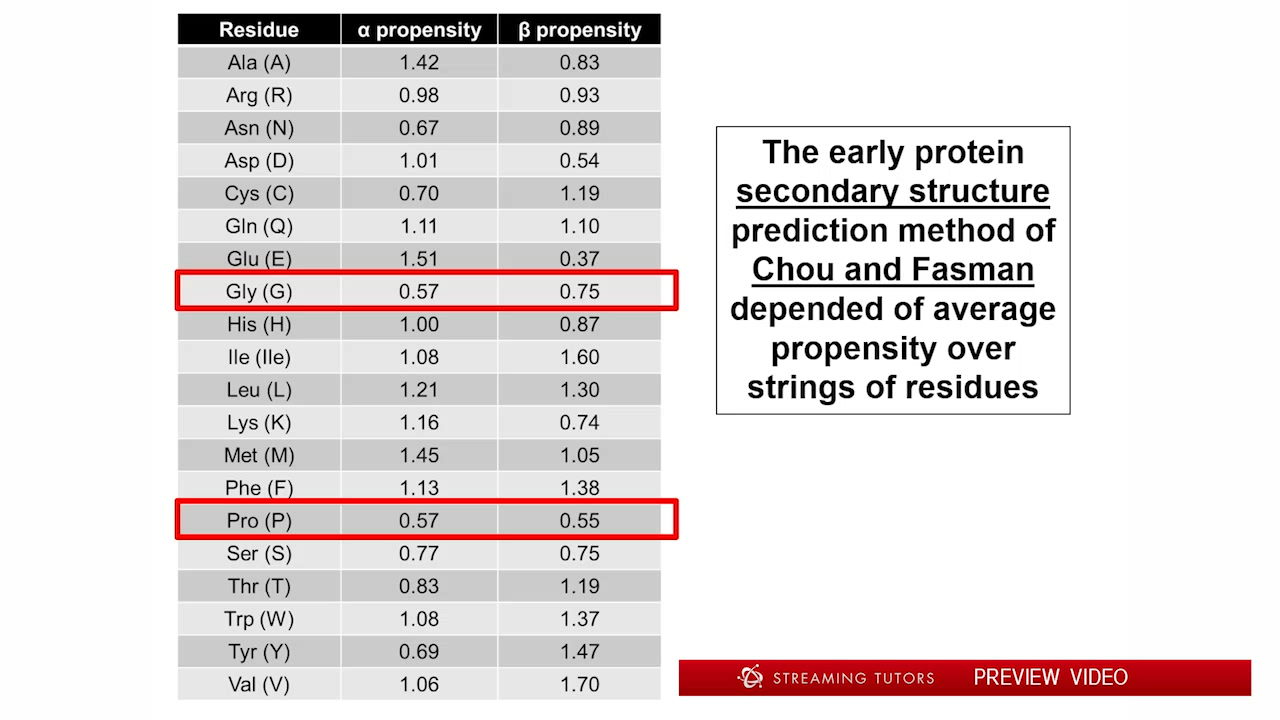 Residue α propensity β propensity
Ala (A) 1.42 0.83
Arg (R) 0.98 0.93
Asn (N) 0.67 0.89
Asp (D) 1.01 0.54
Cys (C) 0.70 1.19
Gln (Q) 1.11 1.10
Glu (E) 1.51 0.37
Gly (G) 0.57 0.75
His (H) 1.00 0.87
Ile (Ile) 1.08 1.60
Leu (L) 1.21 1.30
Lys (K) 1.16 0.74
Met (M) 1.45 1.05
Phe (F) 1.13 1.38
Pro (P) 0.57 0.55
Ser (S) 0.77 0.75
Thr (T) 0.83 1.19
Trp (W) 1.08 1.37
Tyr (Y) 0.69 1.47
Val (V) 1.06 1.70
The early protein
secondary structure
prediction method of
Chou and Fasman
depended of average
propensity over
strings of residues
STREAMING TUTORS PREVIEW VIDEO